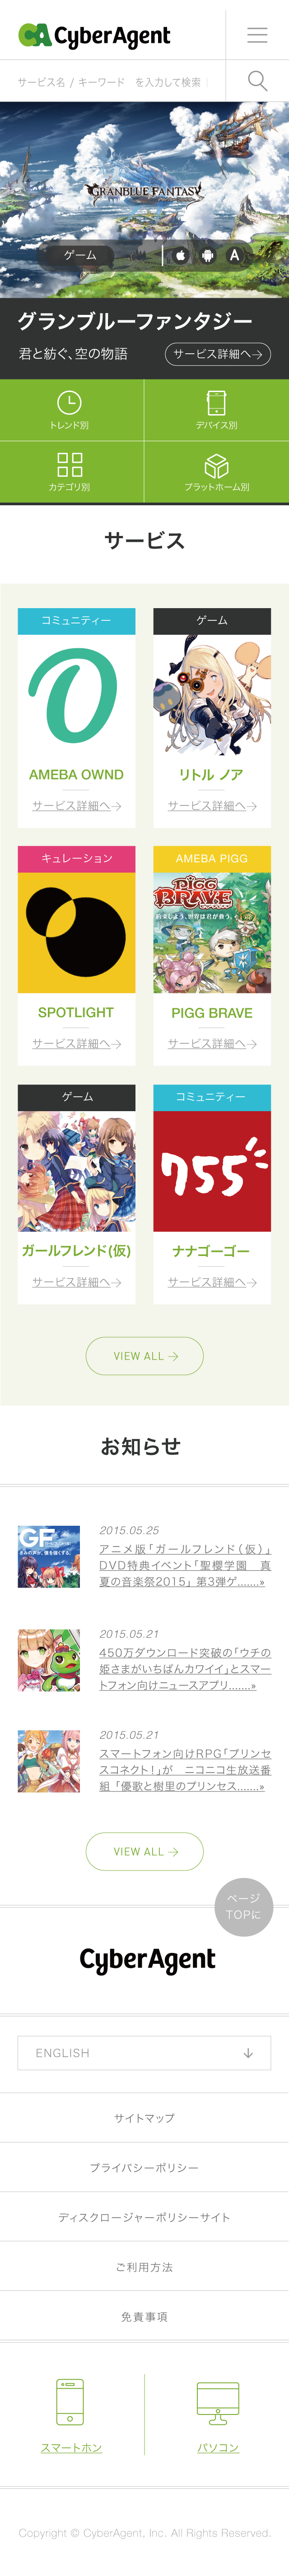 CA CyberAgent
サービス名 / キーワード　を入力して検索
GRANBLUE FANTASY
ゲーム
グランブルーファンタジー
君と紡ぐ、空の物語
サービス詳細へ→
トレンド別
デバイス別
カテゴリ別
プラットホーム別
サービス
コミュニティー
AMEBA OWND
サービス詳細へ→
ゲーム
リトル ノア
サービス詳細へ→
キュレーション
SPOTLIGHT
サービス詳細へ→
AMEBA PIGG
PIGG BRAVE
約束しよう、世界は君が救う。
PIGG BRAVE
サービス詳細へ→
ゲーム
ガールフレンド(仮)
サービス詳細へ→
コミュニティー
755
ナナゴーゴー
サービス詳細へ→
VIEW ALL →
お知らせ
GF
2015.05.25
アニメ版「ガールフレンド（仮）」
DVD特典イベント「聖櫻学園　真
夏の音楽祭2015」 第3弾ゲ.......»
2015.05.21
450万ダウンロード突破の「ウチの
姫さまがいちばんカワイイ」とスマー
トフォン向けニュースアプリ.......»
2015.05.21
スマートフォン向けRPG「プリンセ
スコネクト！」が　ニコニコ生放送番
組 「優歌と樹里のプリンセス.......»
VIEW ALL →
ページ
TOPに
CyberAgent
ENGLISH
サイトマップ
プライバシーポリシー
ディスクロージャーポリシーサイト
ご利用方法
免責事項
スマートホン
パソコン
Copyright © CyberAgent, Inc. All Rights Reserved.